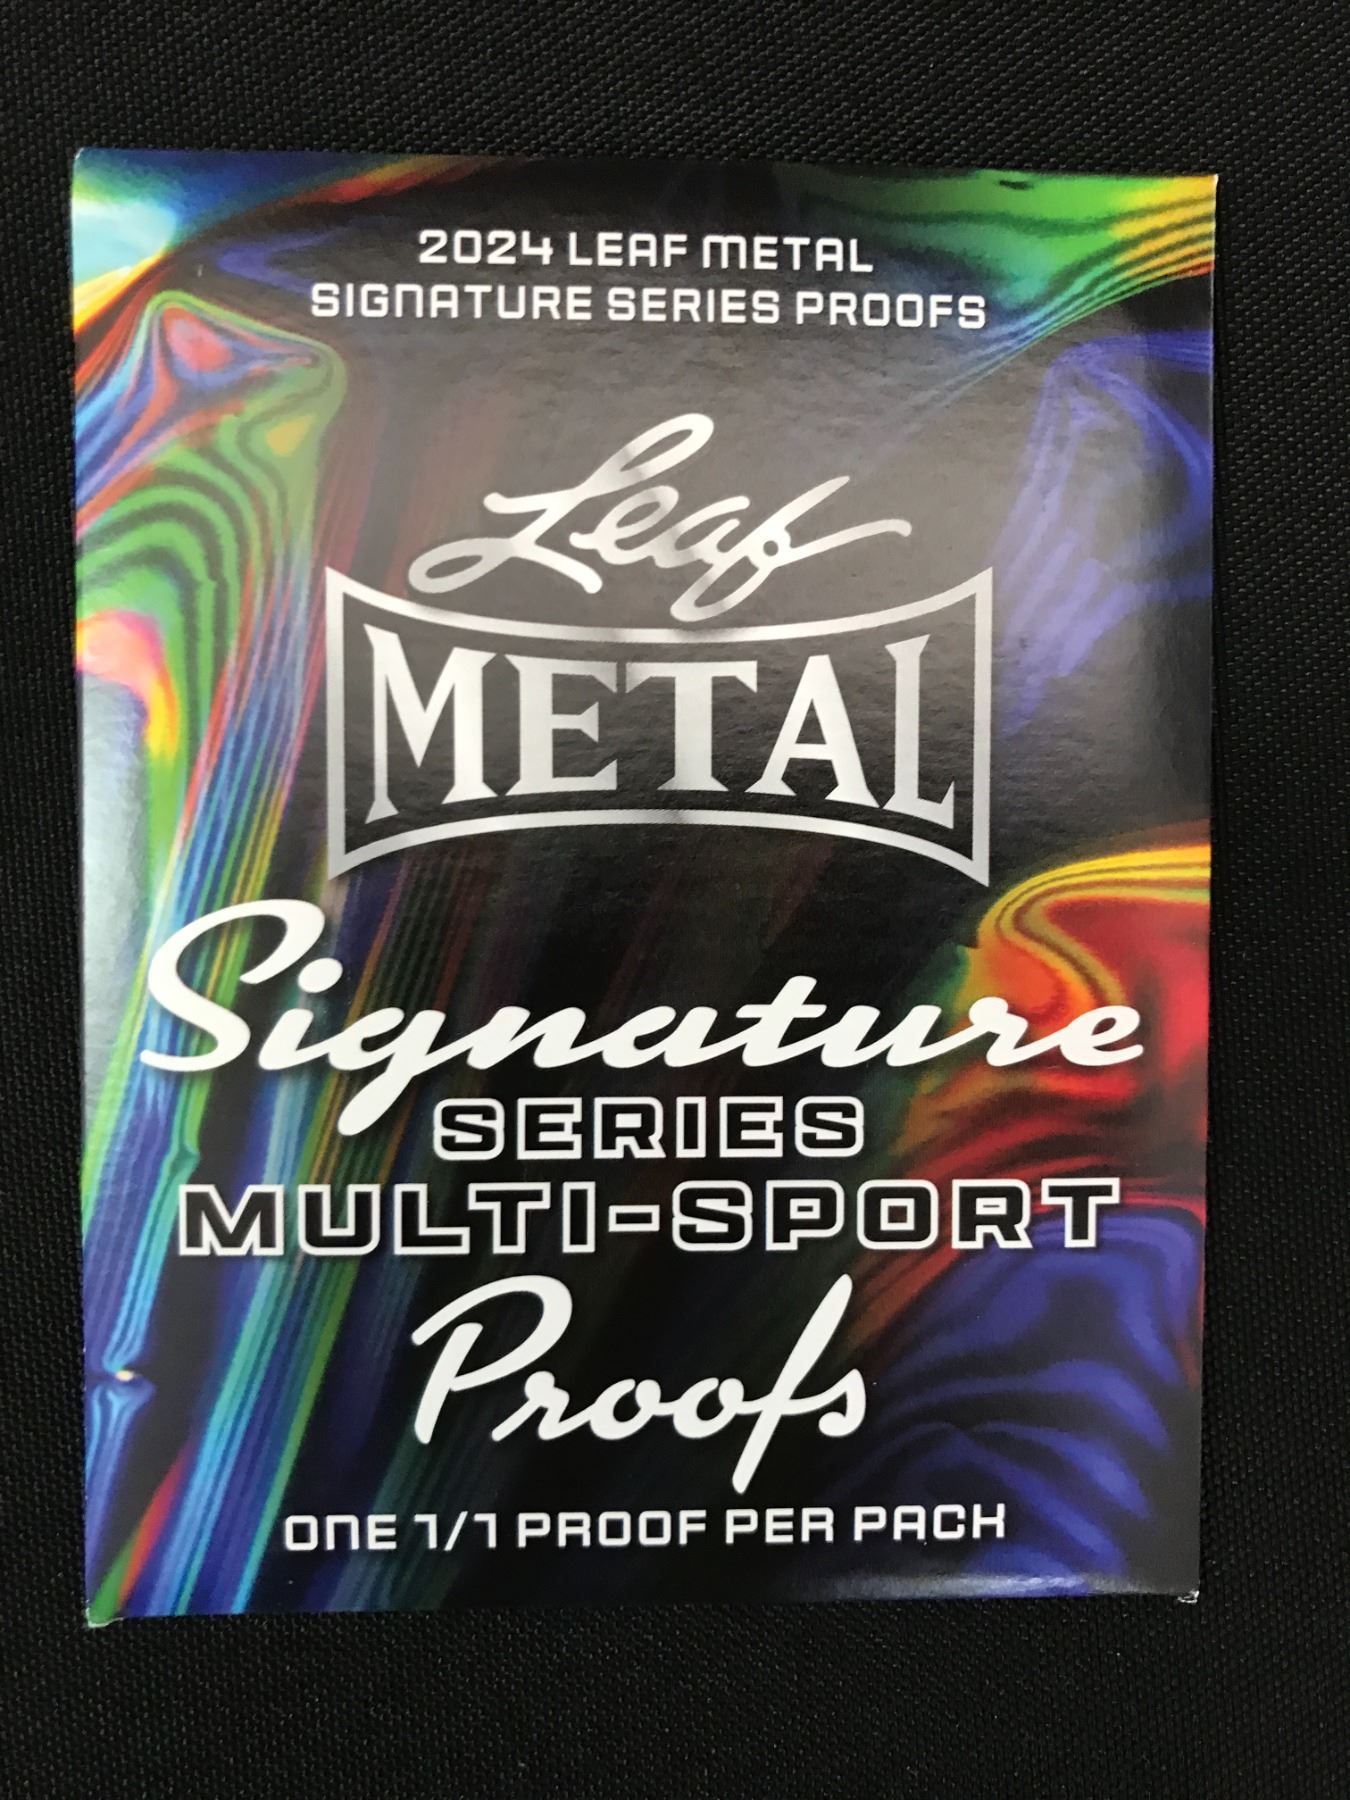 2024 LEAF METAL
SIGNATURE SERIES PROOFS
Leaf
METAL
Signature
SERIES
MULTI-SPORT
Proofs
ONE 1/1 PROOF PER PACK